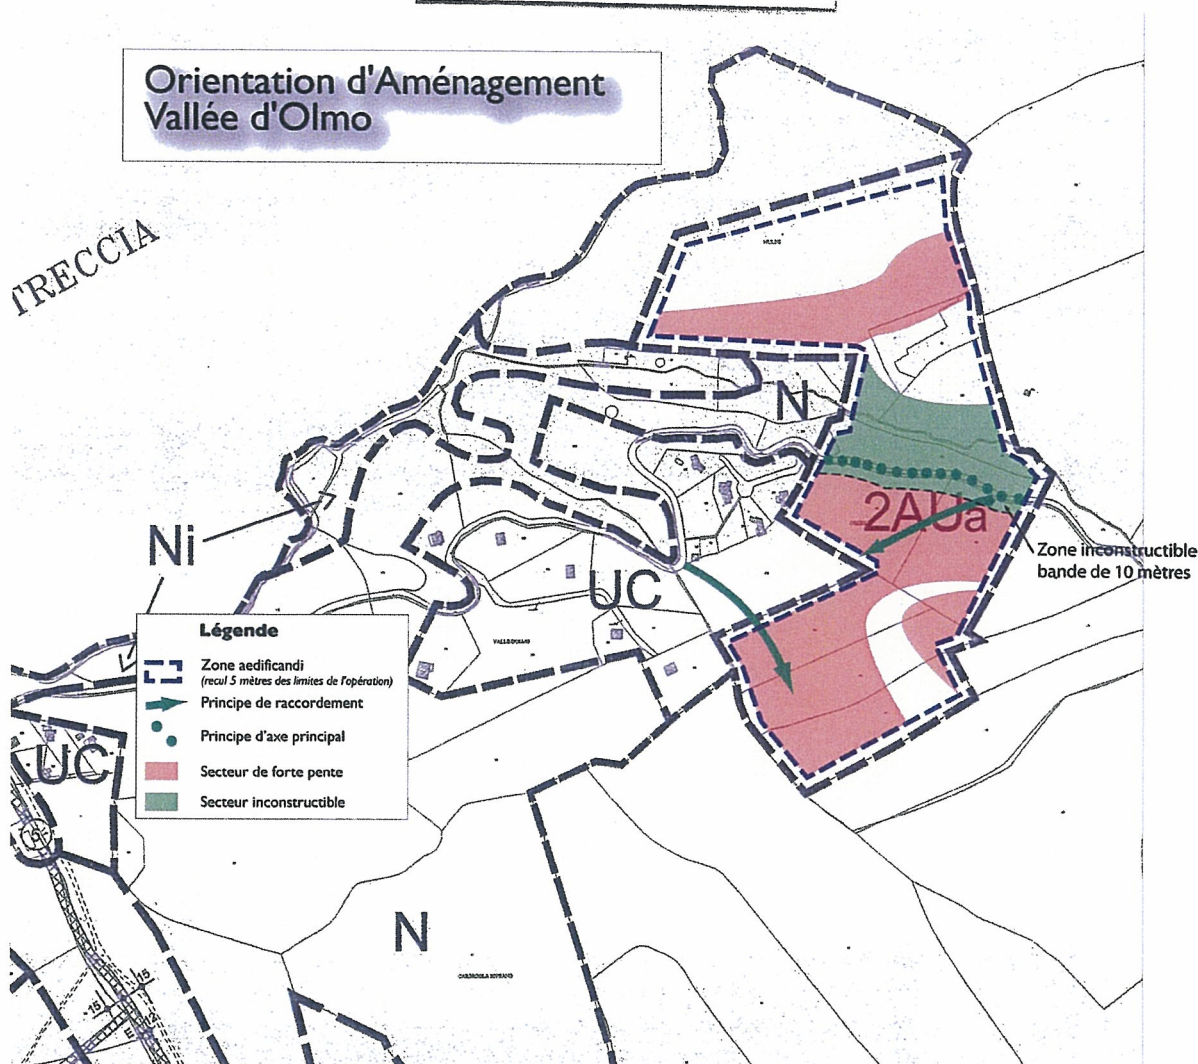 Orientation d'Aménagement
Vallée d'Olmo
TRECCIA
N
2AUa
Zone inconstructible
bande de 10 mètres
Ni
UC
Légende
Zone aedificandi
(recul 5 mètres des limites de l'opération)
Principe de raccordement
Principe d'axe principal
Secteur de forte pente
Secteur inconstructible
UC
N
15
-15
E
12